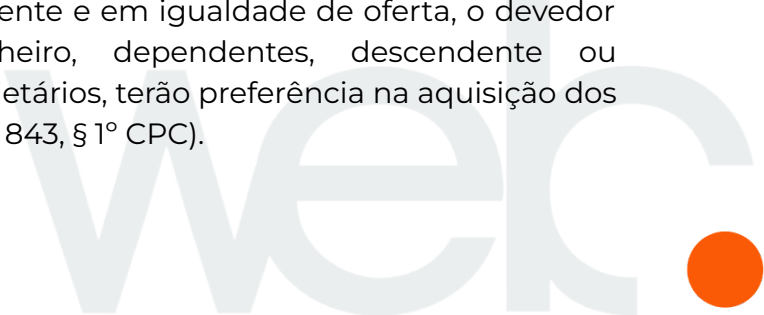 ente e em igualdade de oferta, o devedor
heiro, dependentes, descendente ou
etários, terão preferência na aquisição dos
843, § 1º CPC).
web.